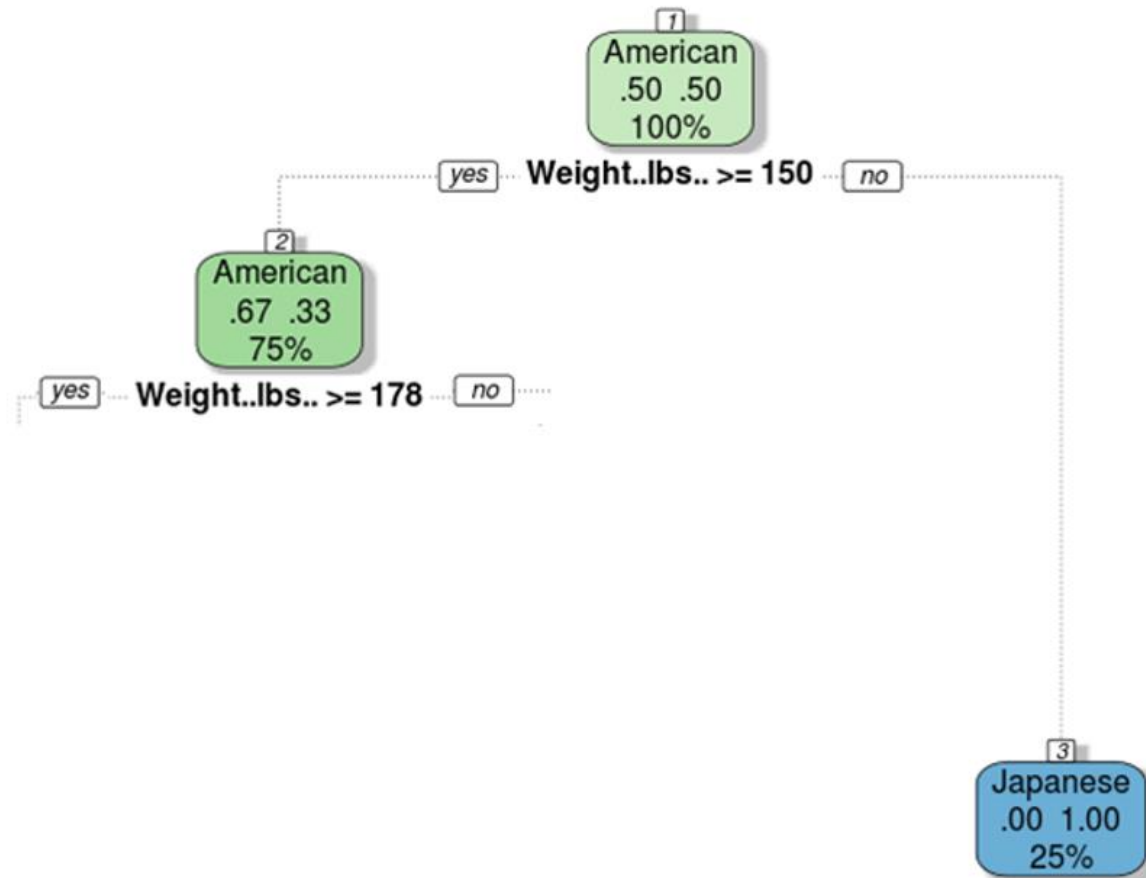 1
American
.50 .50
100%
yes Weight..lbs.. >= 150 no
2
American
.67 .33
75%
yes Weight..lbs.. >= 178 no
3
Japanese
.00 1.00
25%